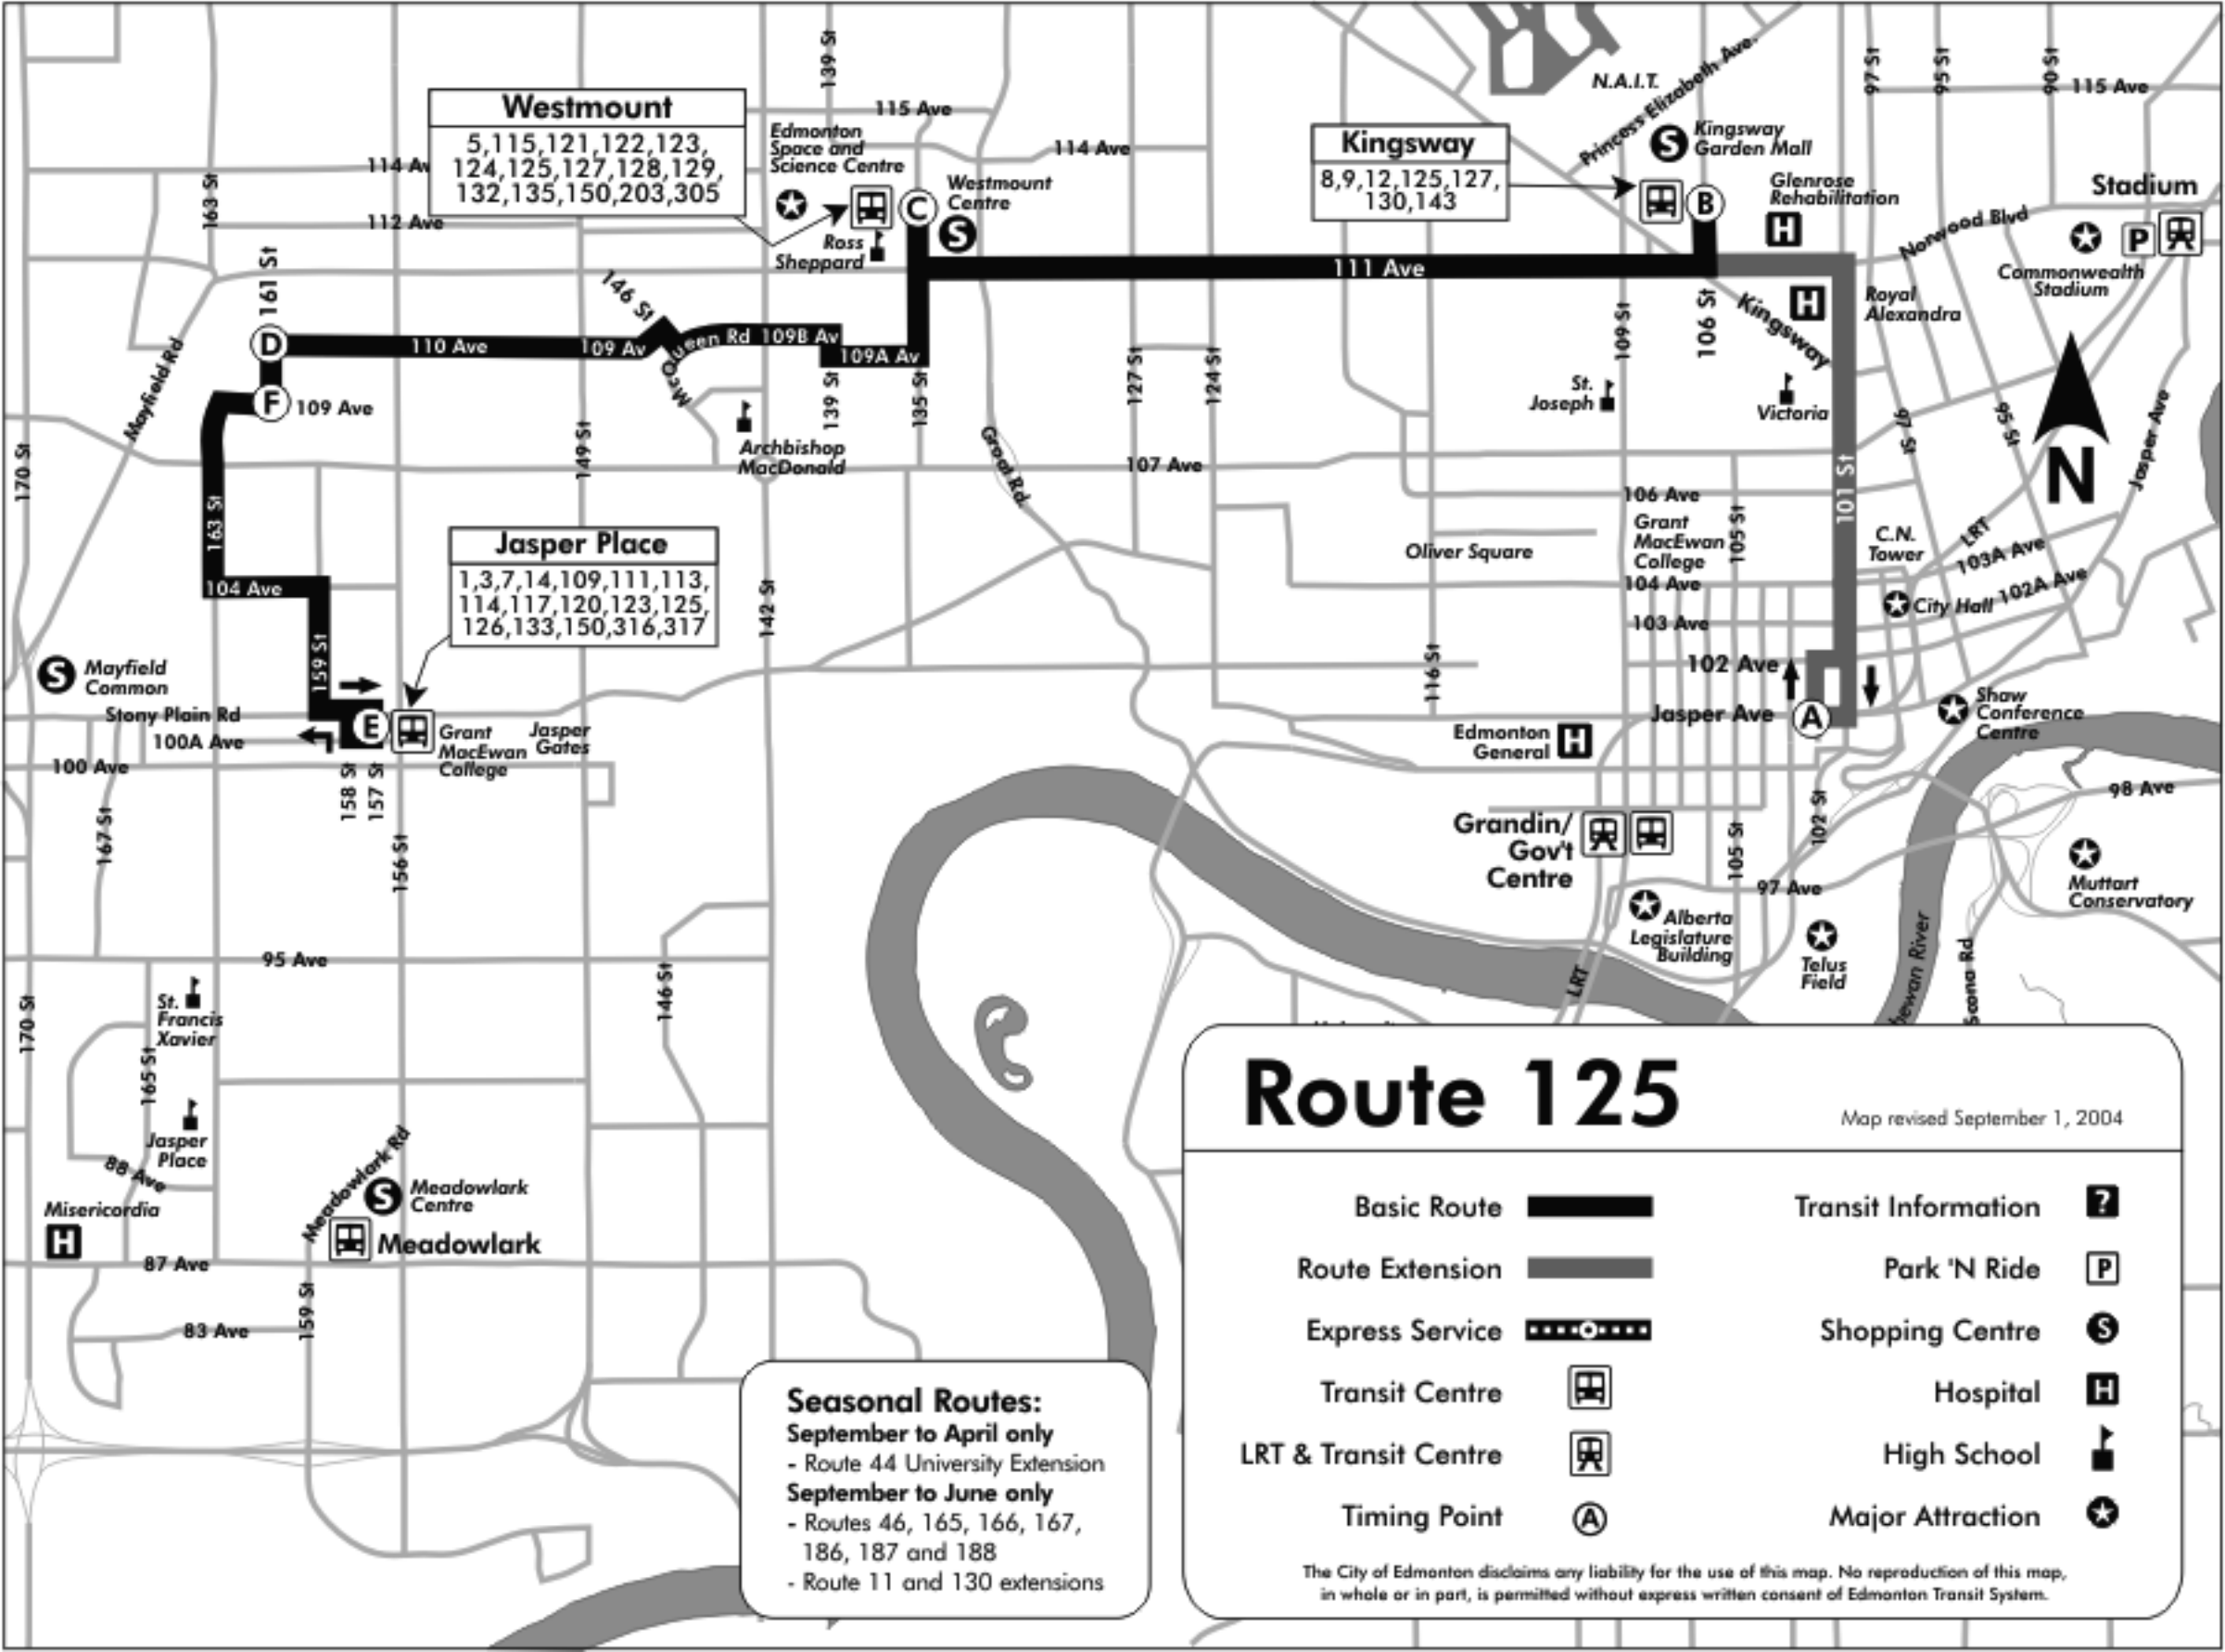 139 St
115 Ave
Westmount
5,115,121,122,123,
124,125,127,128,129,
132,135,150,203,305
Edmonton
Space and
Science Centre
114 Av
114 Ave
112 Ave
163 St
Westmount
Centre
Ross
Sheppard
C
S
Kingsway
8,9,12,125,127,
130,143
N.A.I.T.
Princess Elizabeth Ave.
S
Kingsway
Garden Mall
B
Glenrose
Rehabilitation
H
97 St
95 St
90 St
115 Ave
Stadium
Norwood Blvd
P
Commonwealth
Stadium
161 St
146 St
111 Ave
106 St
109 St
Kingsway
H
Royal
Alexandra
D
110 Ave
109 Av
McQueen Rd
109B Av
109A Av
139 St
135 St
127 St
124 St
F
109 Ave
Mayfield Rd
170 St
149 St
Archbishop
MacDonald
Groat Rd.
107 Ave
St.
Joseph
Victoria
97 St
95 St
Jasper Ave
N
163 St
101 St
106 Ave
Grant
MacEwan
College
105 St
C.N.
Tower
LRT
103A Ave
Oliver Square
104 Ave
102A Ave
City Hall
103 Ave
Jasper Place
1,3,7,14,109,111,113,
114,117,120,123,125,
126,133,150,316,317
104 Ave
159 St
142 St
116 St
102 Ave
S
Mayfield
Common
Stony Plain Rd
100A Ave
100 Ave
E
Grant
MacEwan
College
Jasper
Gates
158 St
157 St
156 St
167 St
Jasper Ave
A
Edmonton
General
H
Shaw
Conference
Centre
98 Ave
Grandin/
Gov't
Centre
105 St
102 St
97 Ave
Alberta
Legislature
Building
Telus
Field
Muttart
Conservatory
hewan River
Scona Rd
LRT
95 Ave
170 St
St.
Francis
Xavier
165 St
146 St
Jasper
Place
88 Ave
Misericordia
H
Meadowlark Rd
S
Meadowlark
Centre
Meadowlark
87 Ave
83 Ave
159 St
Seasonal Routes:
September to April only
- Route 44 University Extension
September to June only
- Routes 46, 165, 166, 167,
186, 187 and 188
- Route 11 and 130 extensions
Route 125
Map revised September 1, 2004
Basic Route
Route Extension
Express Service
Transit Centre
LRT & Transit Centre
Timing Point A
Transit Information ?
Park 'N Ride P
Shopping Centre S
Hospital H
High School
Major Attraction
The City of Edmonton disclaims any liability for the use of this map. No reproduction of this map,
in whole or in part, is permitted without express written consent of Edmonton Transit System.